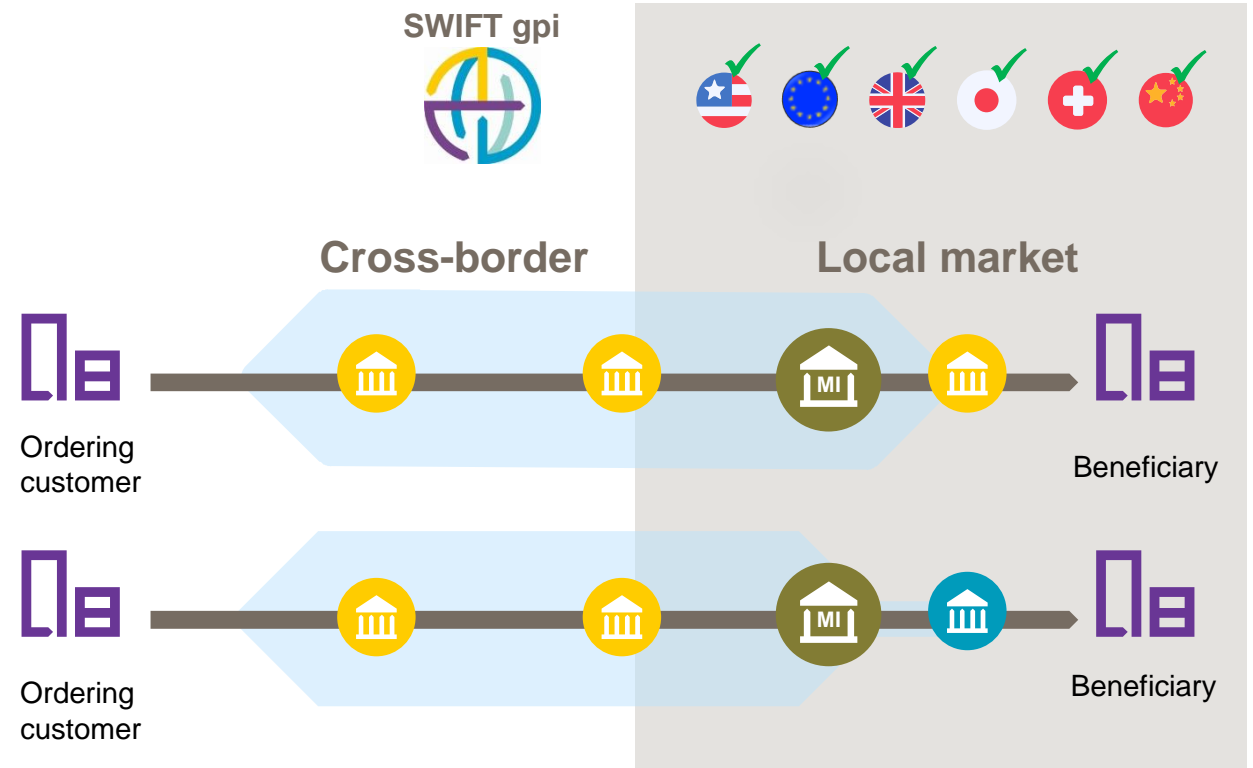 SWIFT gpi
Cross-border
Local market
MI
Ordering
customer
Beneficiary
MI
Ordering
customer
Beneficiary